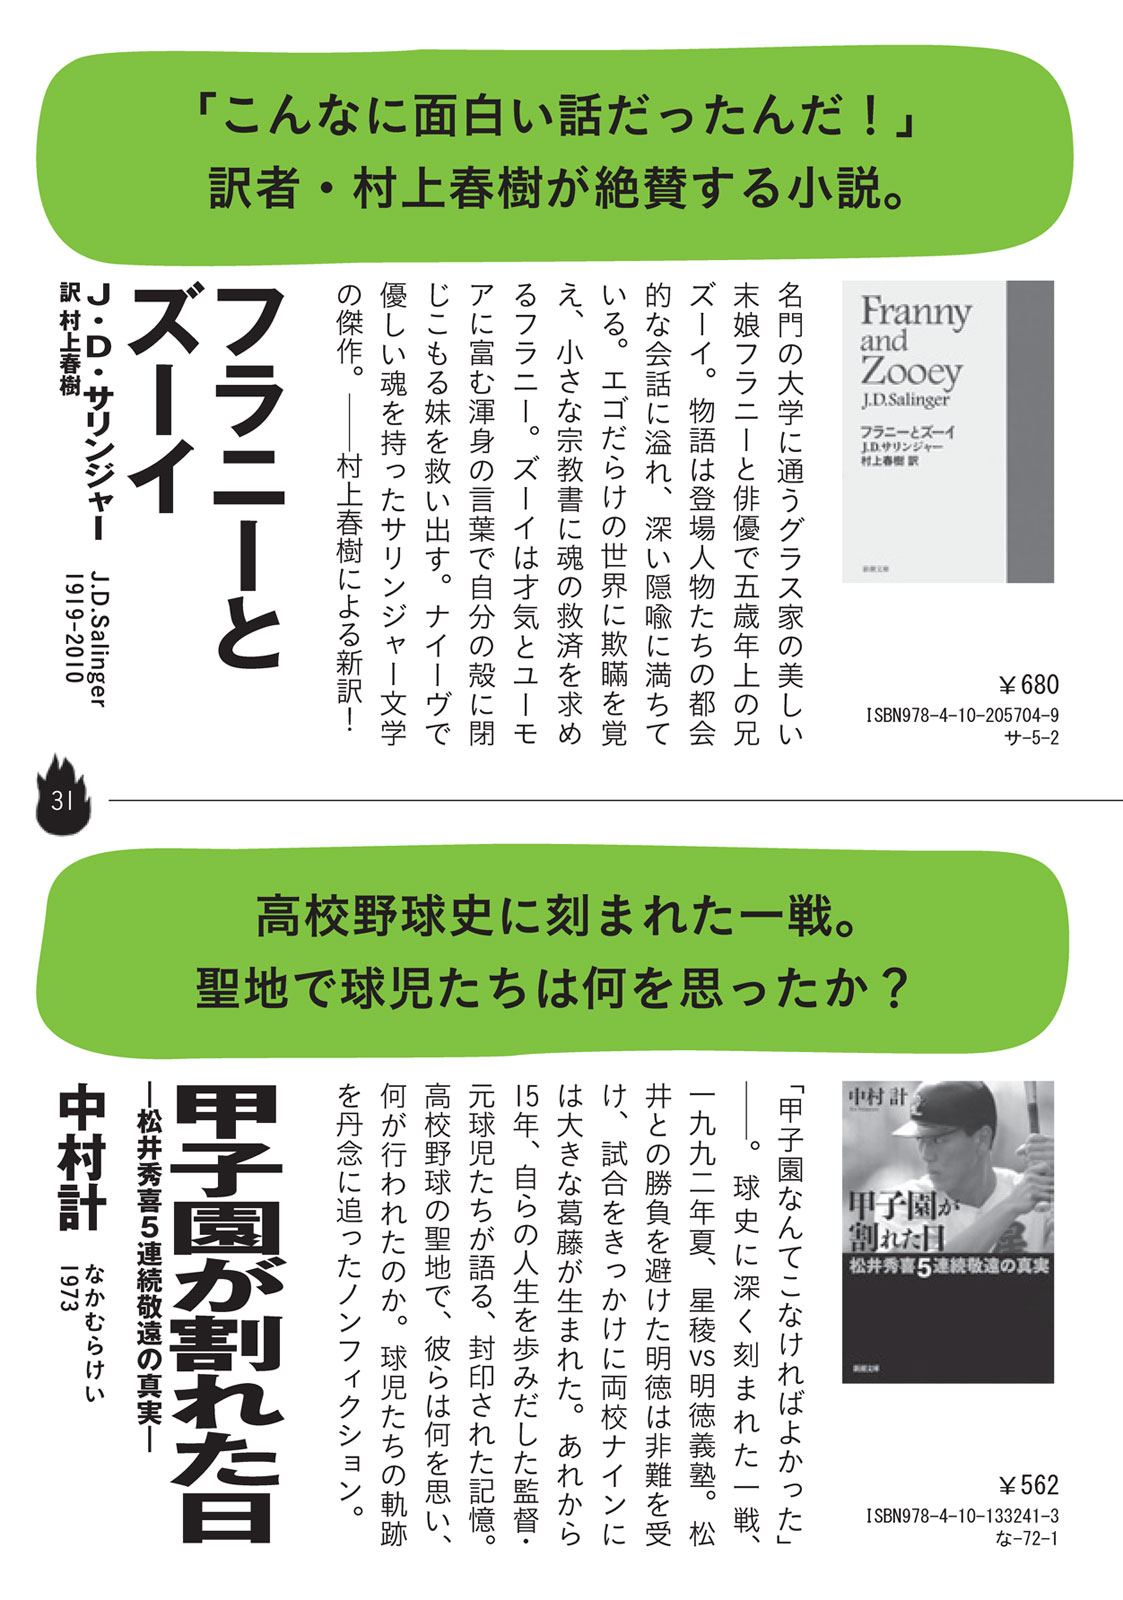 「こんなに面白い話だったんだ！」
訳者・村上春樹が絶賛する小説。
Franny
and
Zooey
J.D.Salinger
フラニーとズーイ
J.D.サリンジャー
村上春樹 訳
新潮文庫
￥680
ISBN978-4-10-205704-9
サ-5-2
名門の大学に通うグラス家の美しい
末娘フラニーと俳優で五歳年上の兄
ズーイ。物語は登場人物たちの都会
的な会話に溢れ、深い隠喩に満ちて
いる。エゴだらけの世界に欺瞞を覚
え、小さな宗教書に魂の救済を求め
るフラニー。ズーイは才気とユーモ
アに富む渾身の言葉で自分の殻に閉
じこもる妹を救い出す。ナイーヴで
優しい魂を持ったサリンジャー文学
の傑作。――村上春樹による新訳！
フラニーと
ズーイ
J・D・サリンジャー J.D.Salinger
訳 村上春樹 1919-2010
31
高校野球史に刻まれた一戦。
聖地で球児たちは何を思ったか？
中村 計
甲子園が
割れた日
松井秀喜5連続敬遠の真実
新潮文庫
￥562
ISBN978-4-10-133241-3
な-72-1
「甲子園なんてこなければよかった」
――。球史に深く刻まれた一戦、
一九九二年夏、星稜vs明徳義塾。松
井との勝負を避けた明徳は非難を受
け、試合をきっかけに両校ナインに
は大きな葛藤が生まれた。あれから
15年、自らの人生を歩みだした監督・
元球児たちが語る、封印された記憶。
高校野球の聖地で、彼らは何を思い、
何が行われたのか。球児たちの軌跡
を丹念に追ったノンフィクション。
甲子園が割れた日
―松井秀喜5連続敬遠の真実―
中村計 なかむらけい
1973